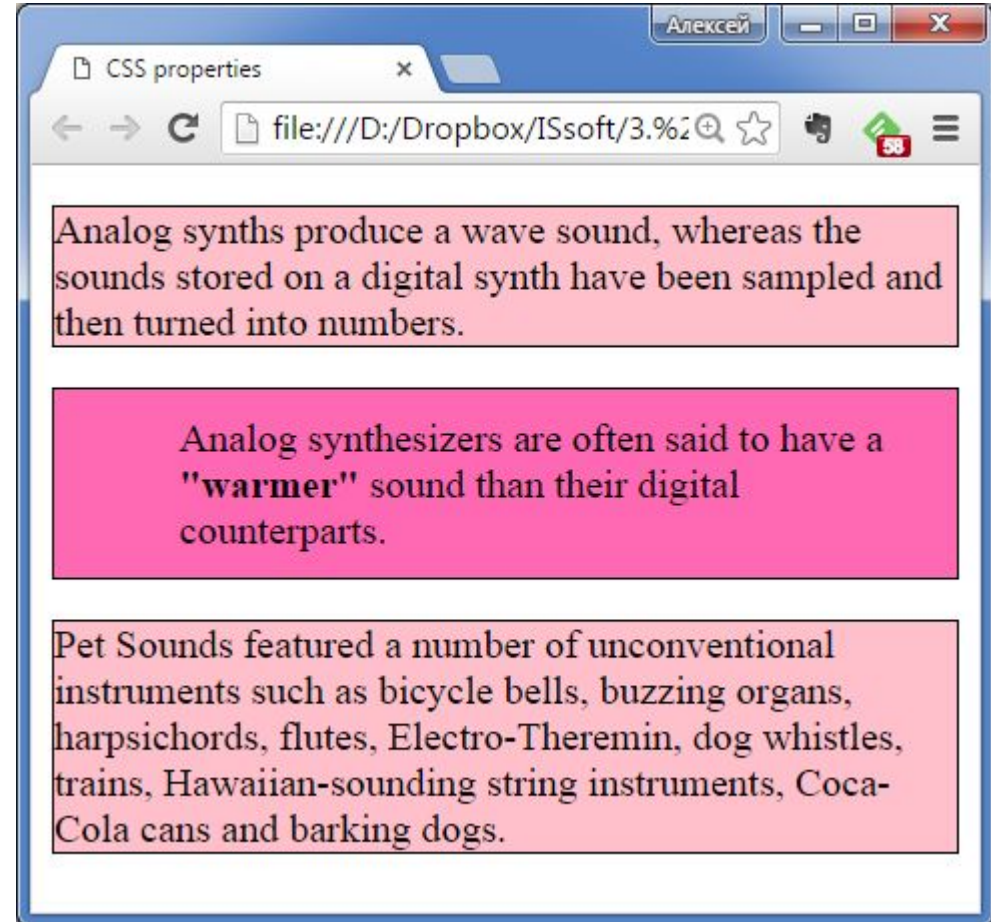 Алексей
CSS properties
file:///D:/Dropbox/ISsoft/3.%2
58
Analog synths produce a wave sound, whereas the
sounds stored on a digital synth have been sampled and
then turned into numbers.
Analog synthesizers are often said to have a
"warmer" sound than their digital
counterparts.
Pet Sounds featured a number of unconventional
instruments such as bicycle bells, buzzing organs,
harpsichords, flutes, Electro-Theremin, dog whistles,
trains, Hawaiian-sounding string instruments, Coca-
Cola cans and barking dogs.